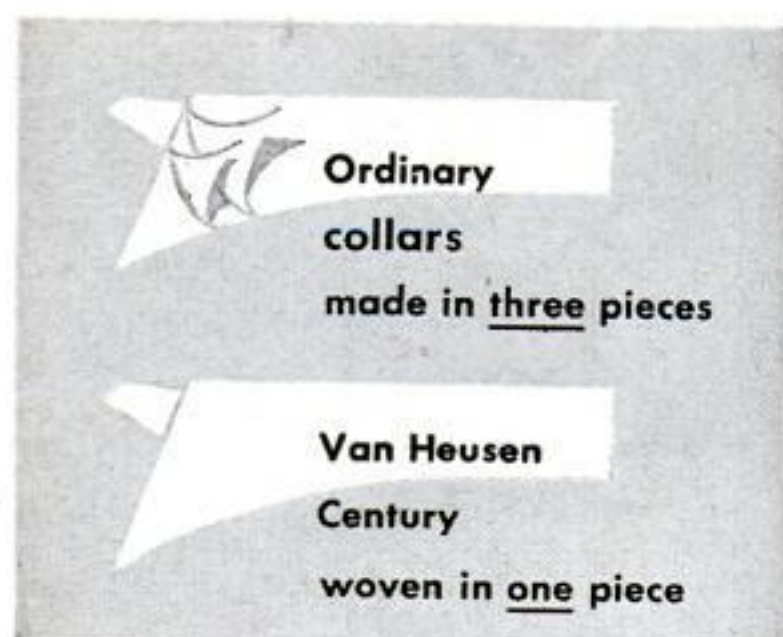 Ordinary
collars
made in three pieces
Van Heusen
Century
woven in one piece